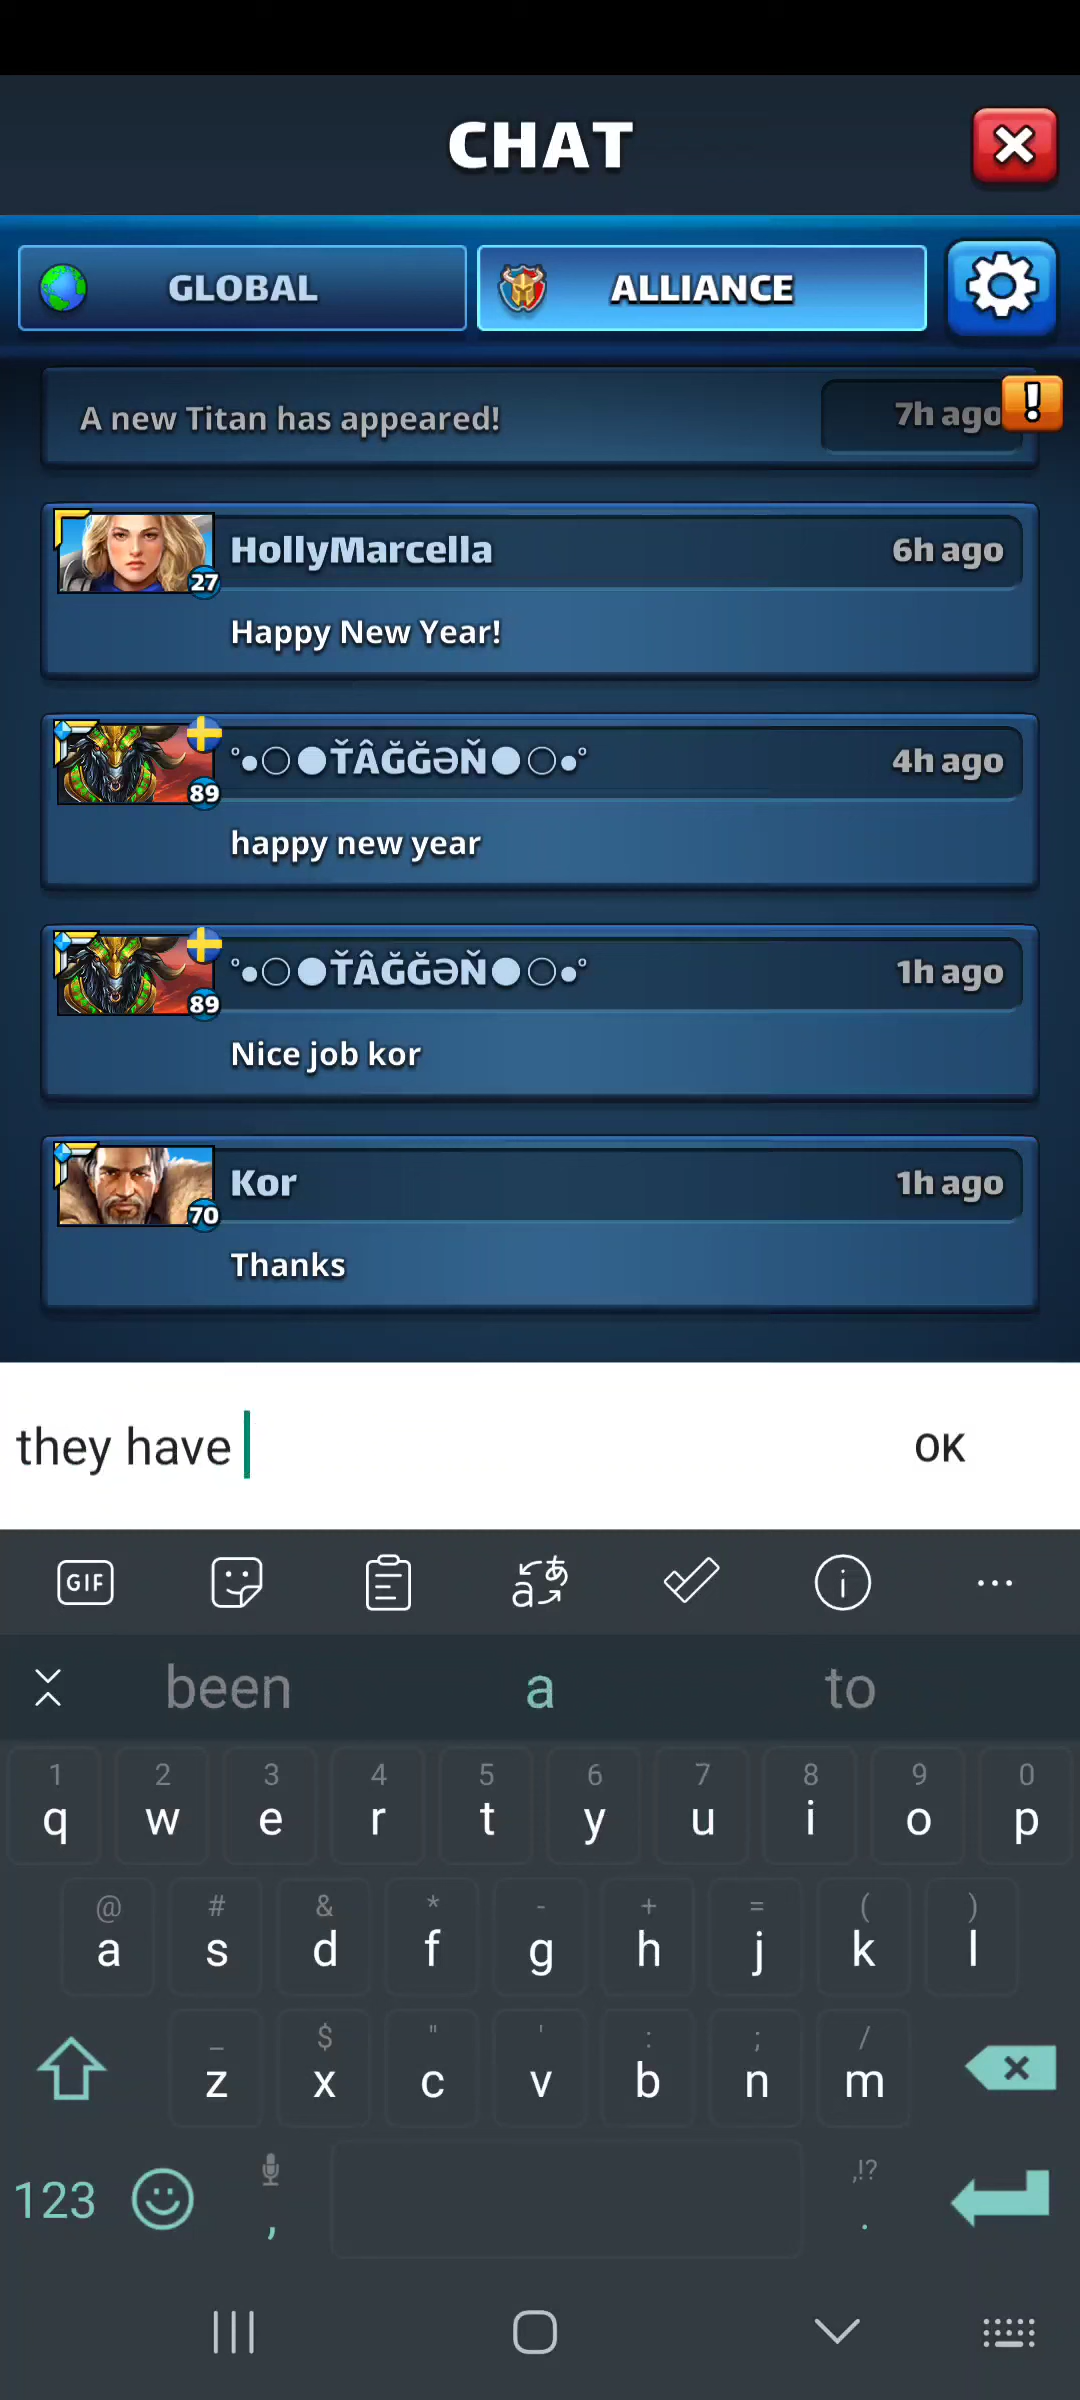 CHAT
GLOBAL
ALLIANCE
A new Titan has appeared!
7h ago
!
HollyMarcella
6h ago
27
Happy New Year!
°•○●ŤÂĞĞƏŇ●○•°
4h ago
89
happy new year
°•○●ŤÂĞĞƏŇ●○•°
1h ago
89
Nice job kor
Kor
1h ago
70
Thanks
they have
OK
GIF
been
a
to
1 2 3 4 5 6 7 8 9 0
q w e r t y u i o p
@ # & * - + = ( )
a s d f g h j k l
_ $ " ' : ; /
z x c v b n m
,!?
123 , .